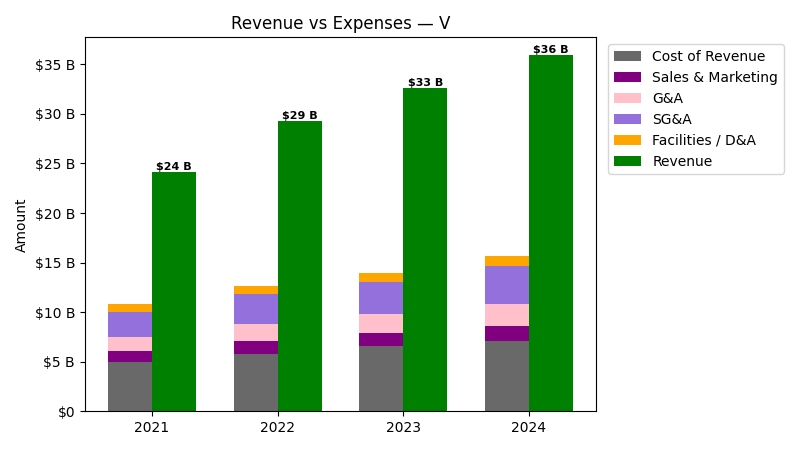 Revenue vs Expenses — V
Amount
$35 B
$30 B
$25 B
$20 B
$15 B
$10 B
$5 B
$0
$24 B
$29 B
$33 B
$36 B
2021
2022
2023
2024
Cost of Revenue
Sales & Marketing
G&A
SG&A
Facilities / D&A
Revenue